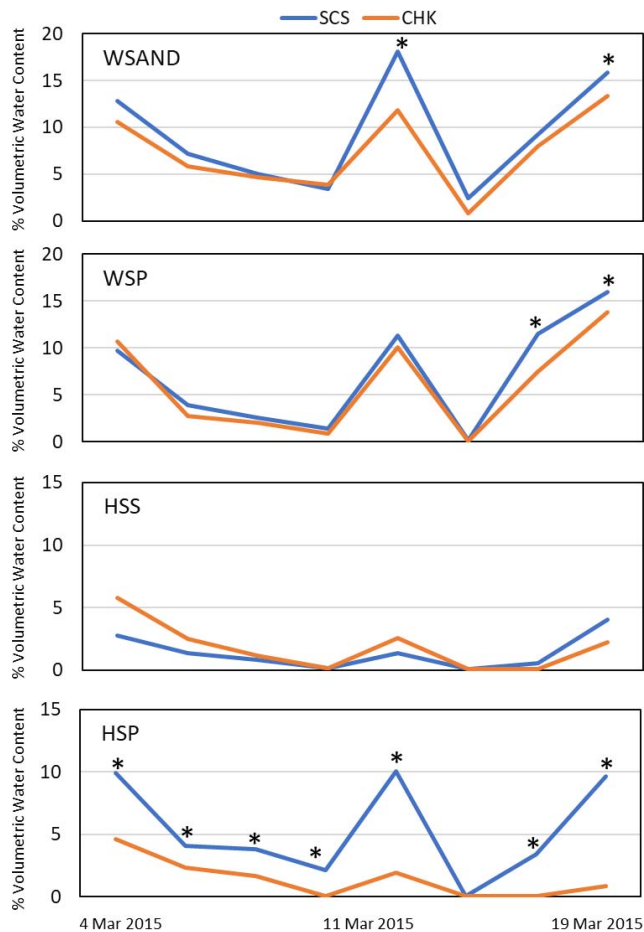 SCS CHK
% Volumetric Water Content
20
15
10
5
0
WSAND
*
*
% Volumetric Water Content
20
15
10
5
0
WSP
*
*
% Volumetric Water Content
15
10
5
0
HSS
% Volumetric Water Content
15
10
5
0
HSP
*
*
*
*
*
*
*
4 Mar 2015 11 Mar 2015 19 Mar 2015